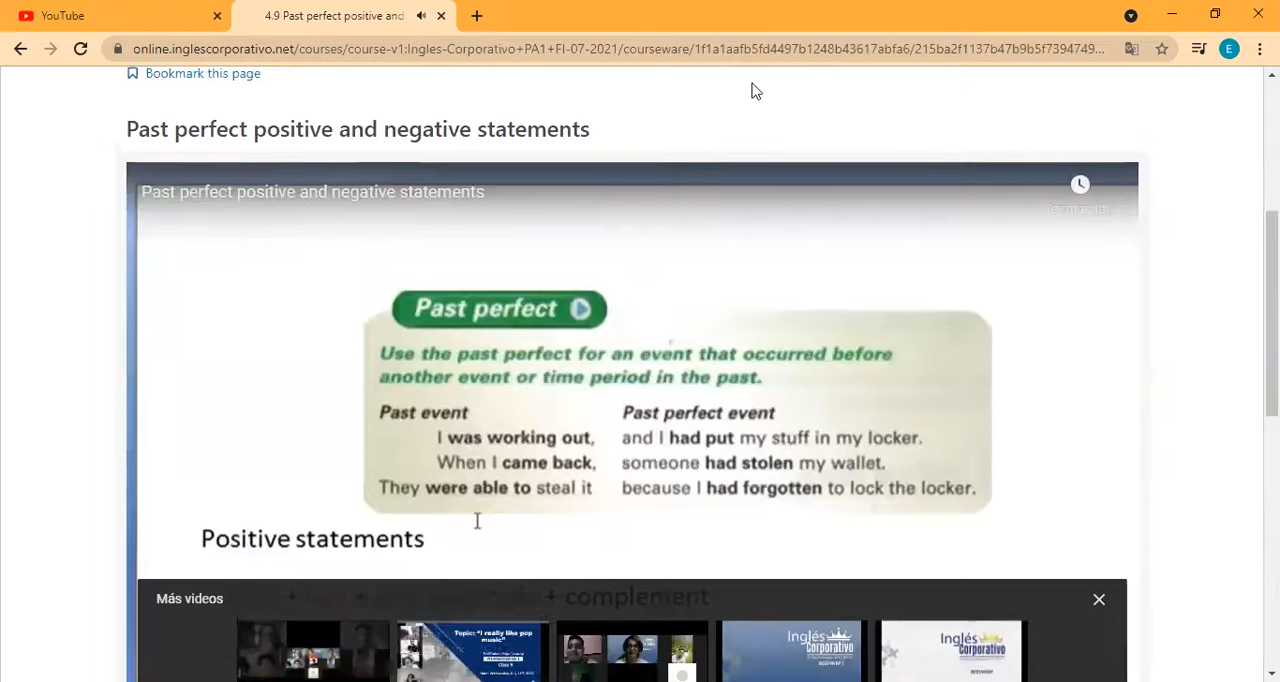 YouTube
4.9 Past perfect positive and
online.inglescorporativo.net/courses/course-v1:Ingles-Corporativo+PA1+FI-07-2021/courseware/1f1a1aafb5fd4497b1248b43617abfa6/215ba2f1137b47b9b5f7394749...
E
Bookmark this page
Past perfect positive and negative statements
Past perfect positive and negative statements
Past perfect
Use the past perfect for an event that occurred before
another event or time period in the past.
Past event Past perfect event
I was working out, and I had put my stuff in my locker.
When I came back, someone had stolen my wallet.
They were able to steal it because I had forgotten to lock the locker.
Positive statements
+ complement
Más videos
Topic: "I really like pop
music"
Inglés
Corporativo
Inglés
Corporativo